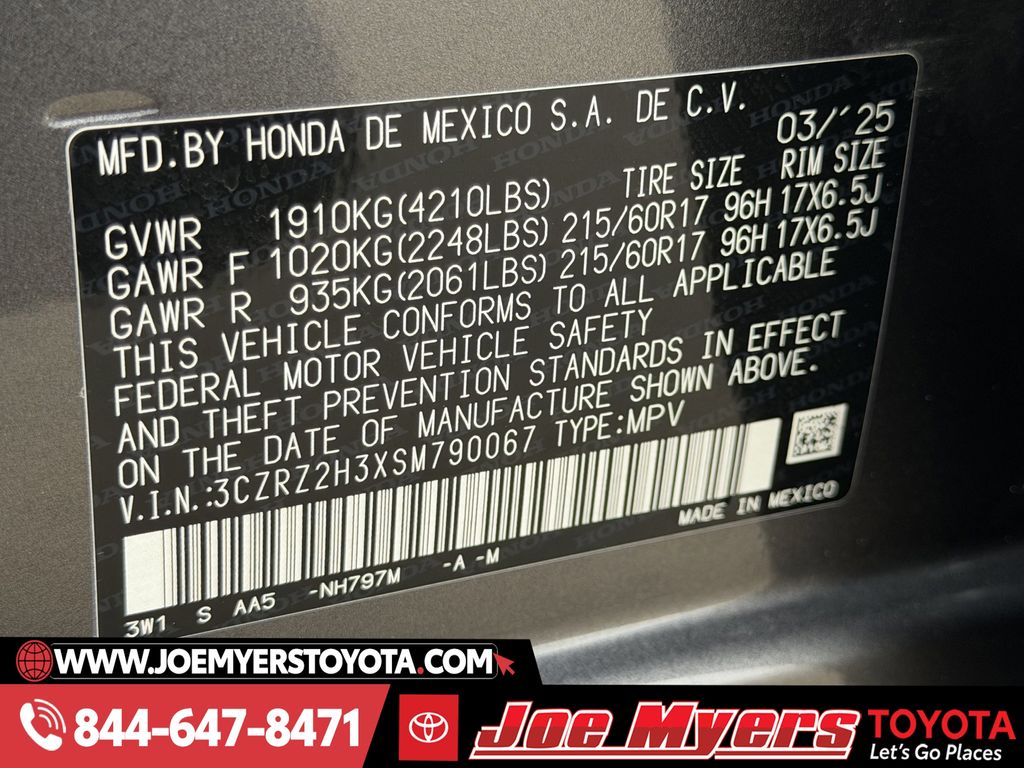 MFD.BY HONDA DE MEXICO S.A. DE C.V.
03/'25
TIRE SIZE RIM SIZE
GVWR 1910KG(4210LBS)
GAWR F 1020KG(2248LBS) 215/60R17 96H 17X6.5J
GAWR R 935KG(2061LBS) 215/60R17 96H 17X6.5J
THIS VEHICLE CONFORMS TO ALL APPLICABLE
FEDERAL MOTOR VEHICLE SAFETY
AND THEFT PREVENTION STANDARDS IN EFFECT
ON THE DATE OF MANUFACTURE SHOWN ABOVE.
V.I.N.:3CZRZ2H3XSM790067 TYPE:MPV
MADE IN MEXICO
3W1 S AA5 -NH797M -A -M
WWW.JOEMYERSTOYOTA.COM
844-647-8471
Joe Myers TOYOTA
Let's Go Places